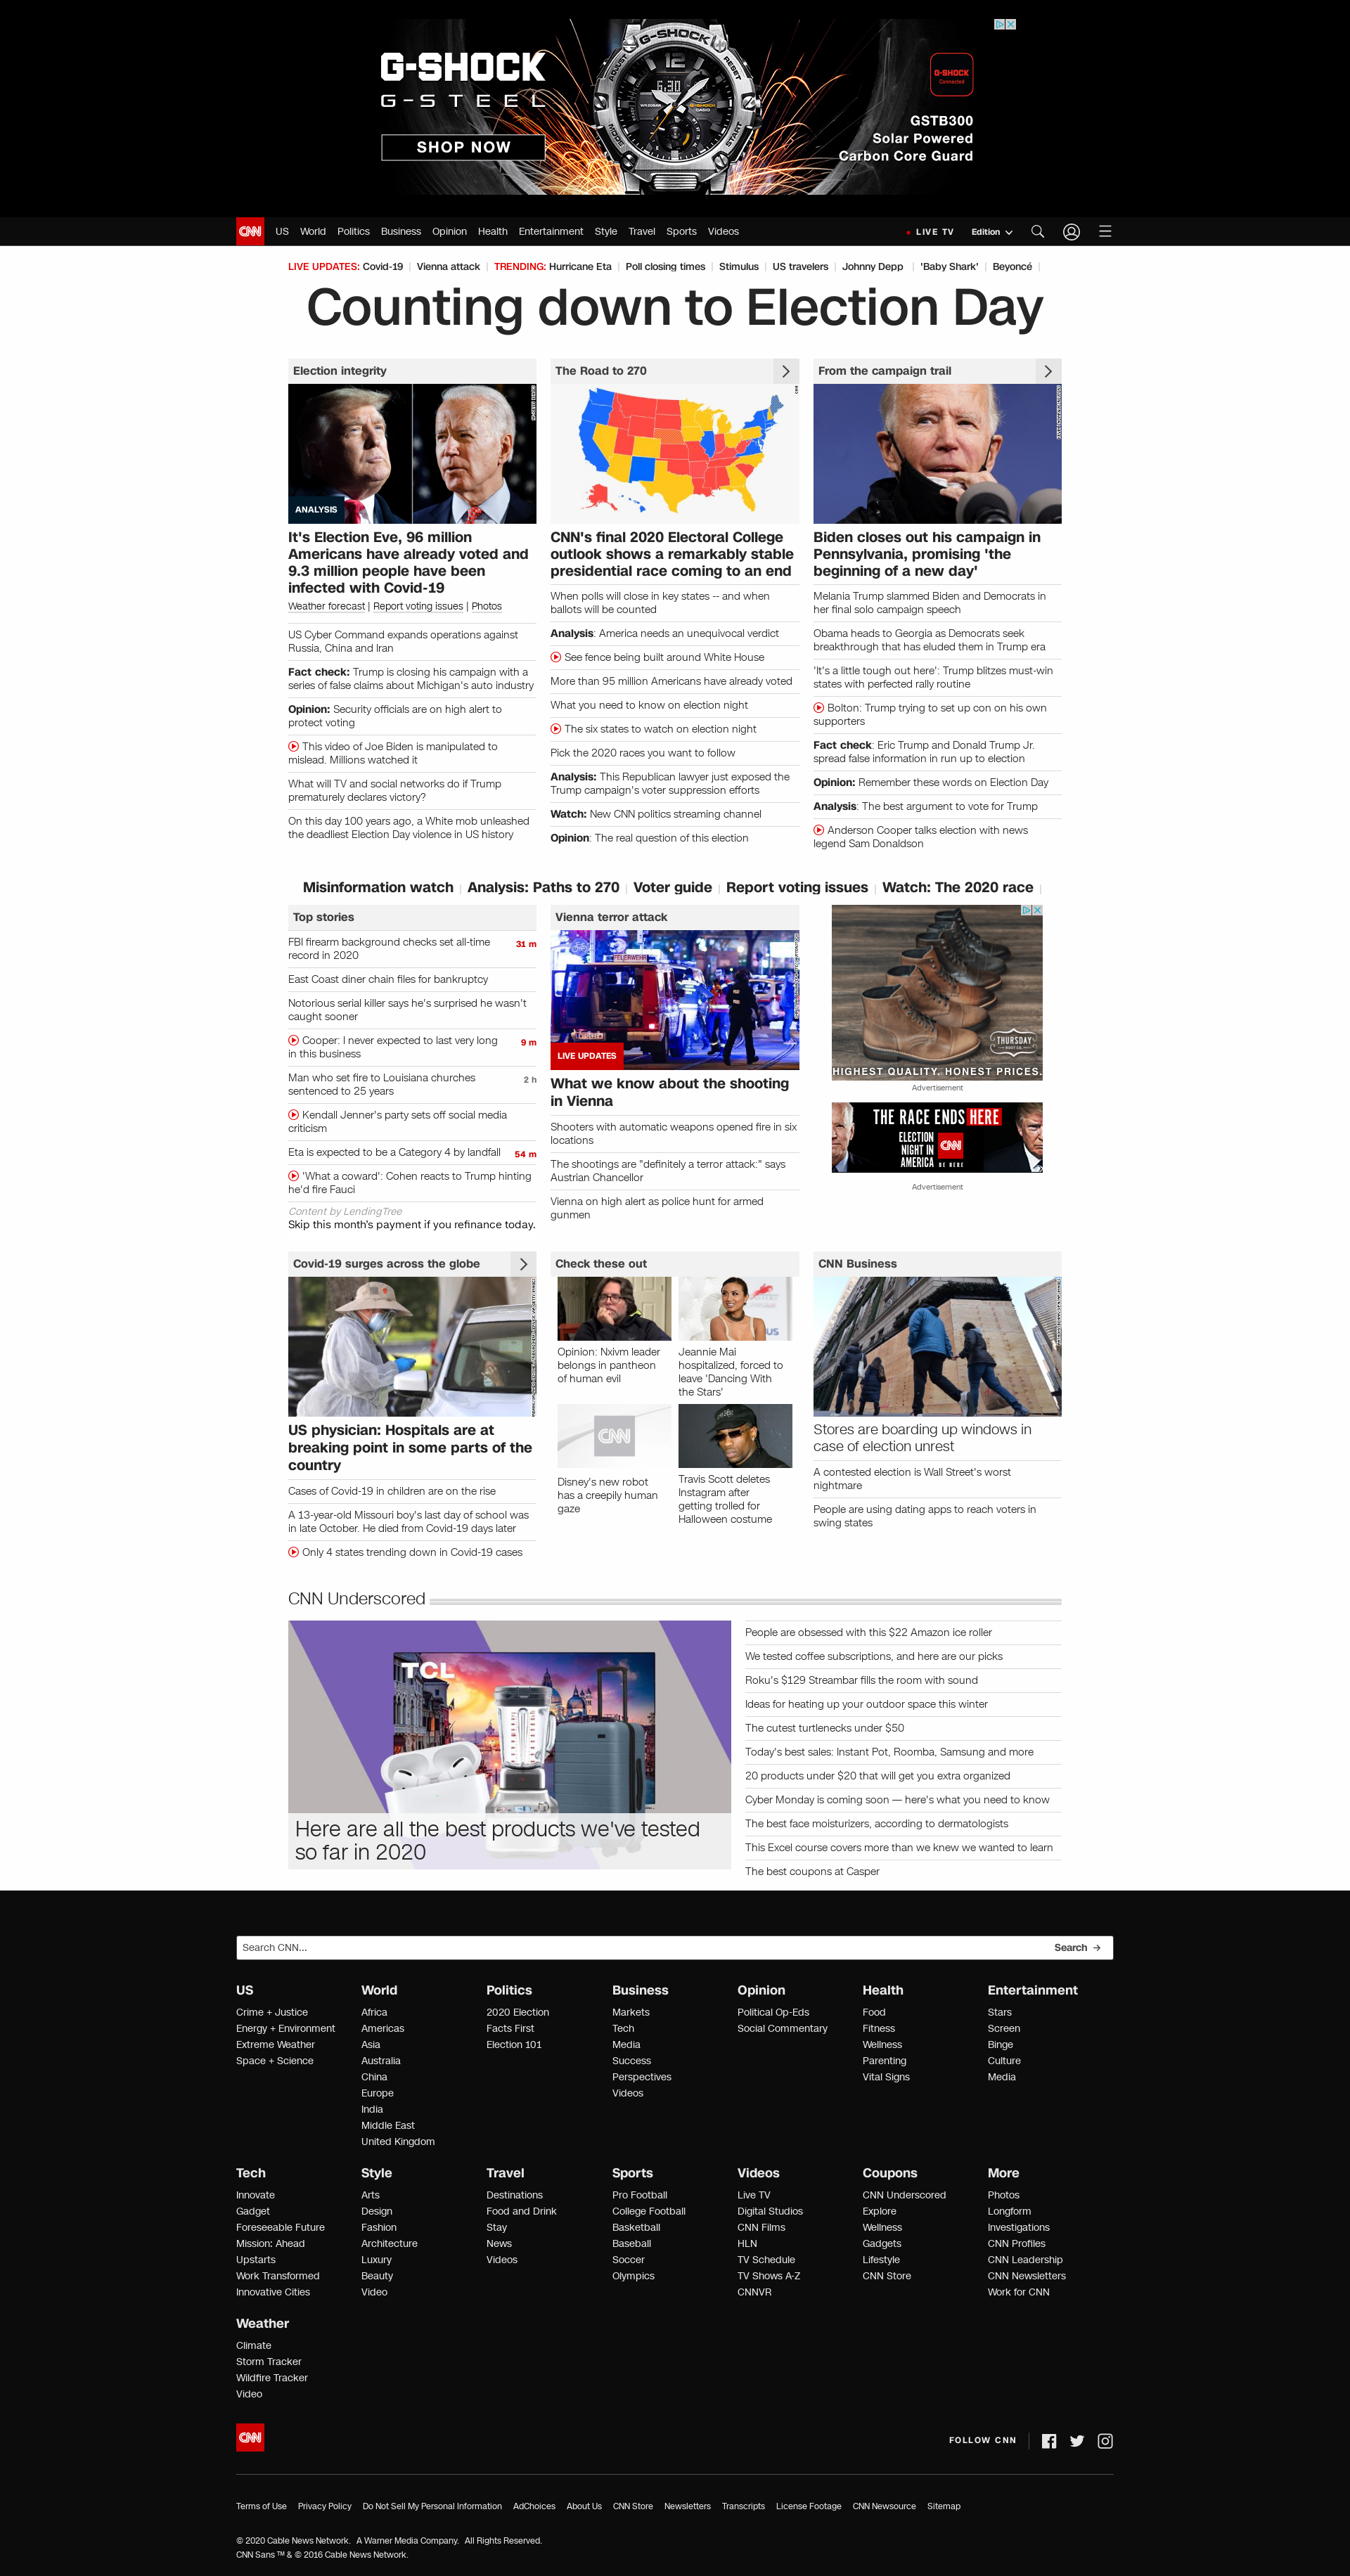 G-SHOCK
G-STEEL
SHOP NOW
G-SHOCK
Connected
GSTB300
Solar Powered
Carbon Core Guard
CNN US World Politics Business Opinion Health Entertainment Style Travel Sports Videos LIVE TV Edition
LIVE UPDATES: Covid-19 | Vienna attack | TRENDING: Hurricane Eta | Poll closing times | Stimulus | US travelers | Johnny Depp | 'Baby Shark' | Beyoncé |
Counting down to Election Day
Election integrity
ANALYSIS
It's Election Eve, 96 million
Americans have already voted and
9.3 million people have been
infected with Covid-19
Weather forecast | Report voting issues | Photos
US Cyber Command expands operations against
Russia, China and Iran
Fact check: Trump is closing his campaign with a
series of false claims about Michigan's auto industry
Opinion: Security officials are on high alert to
protect voting
This video of Joe Biden is manipulated to
mislead. Millions watched it
What will TV and social networks do if Trump
prematurely declares victory?
On this day 100 years ago, a White mob unleashed
the deadliest Election Day violence in US history
The Road to 270
CNN's final 2020 Electoral College
outlook shows a remarkably stable
presidential race coming to an end
When polls will close in key states -- and when
ballots will be counted
Analysis: America needs an unequivocal verdict
See fence being built around White House
More than 95 million Americans have already voted
What you need to know on election night
The six states to watch on election night
Pick the 2020 races you want to follow
Analysis: This Republican lawyer just exposed the
Trump campaign's voter suppression efforts
Watch: New CNN politics streaming channel
Opinion: The real question of this election
From the campaign trail
Biden closes out his campaign in
Pennsylvania, promising 'the
beginning of a new day'
Melania Trump slammed Biden and Democrats in
her final solo campaign speech
Obama heads to Georgia as Democrats seek
breakthrough that has eluded them in Trump era
'It's a little tough out here': Trump blitzes must-win
states with perfected rally routine
Bolton: Trump trying to set up con on his own
supporters
Fact check: Eric Trump and Donald Trump Jr.
spread false information in run up to election
Opinion: Remember these words on Election Day
Analysis: The best argument to vote for Trump
Anderson Cooper talks election with news
legend Sam Donaldson
Misinformation watch | Analysis: Paths to 270 | Voter guide | Report voting issues | Watch: The 2020 race |
Top stories
FBI firearm background checks set all-time 31 m
record in 2020
East Coast diner chain files for bankruptcy
Notorious serial killer says he's surprised he wasn't
caught sooner
Cooper: I never expected to last very long 9 m
in this business
Man who set fire to Louisiana churches 2 h
sentenced to 25 years
Kendall Jenner's party sets off social media
criticism
Eta is expected to be a Category 4 by landfall 54 m
'What a coward': Cohen reacts to Trump hinting
he'd fire Fauci
Content by LendingTree
Skip this month's payment if you refinance today.
Vienna terror attack
FEUERWEHR
LIVE UPDATES
What we know about the shooting
in Vienna
Shooters with automatic weapons opened fire in six
locations
The shootings are "definitely a terror attack:" says
Austrian Chancellor
Vienna on high alert as police hunt for armed
gunmen
THURSDAY
BOOT CO.
HIGHEST QUALITY. HONEST PRICES.
Advertisement
THE RACE ENDS HERE
ELECTION
NIGHT IN
AMERICA
CNN
BE HERE
Advertisement
Covid-19 surges across the globe
US physician: Hospitals are at
breaking point in some parts of the
country
Cases of Covid-19 in children are on the rise
A 13-year-old Missouri boy's last day of school was
in late October. He died from Covid-19 days later
Only 4 states trending down in Covid-19 cases
Check these out
Opinion: Nxivm leader
belongs in pantheon
of human evil
Jeannie Mai
hospitalized, forced to
leave 'Dancing With
the Stars'
CNN
Disney's new robot
has a creepily human
gaze
Travis Scott deletes
Instagram after
getting trolled for
Halloween costume
CNN Business
Stores are boarding up windows in
case of election unrest
A contested election is Wall Street's worst
nightmare
People are using dating apps to reach voters in
swing states
CNN Underscored
TCL
Here are all the best products we've tested
so far in 2020
People are obsessed with this $22 Amazon ice roller
We tested coffee subscriptions, and here are our picks
Roku's $129 Streambar fills the room with sound
Ideas for heating up your outdoor space this winter
The cutest turtlenecks under $50
Today's best sales: Instant Pot, Roomba, Samsung and more
20 products under $20 that will get you extra organized
Cyber Monday is coming soon — here's what you need to know
The best face moisturizers, according to dermatologists
This Excel course covers more than we knew we wanted to learn
The best coupons at Casper
Search CNN... Search →
US
Crime + Justice
Energy + Environment
Extreme Weather
Space + Science
World
Africa
Americas
Asia
Australia
China
Europe
India
Middle East
United Kingdom
Politics
2020 Election
Facts First
Election 101
Business
Markets
Tech
Media
Success
Perspectives
Videos
Opinion
Political Op-Eds
Social Commentary
Health
Food
Fitness
Wellness
Parenting
Vital Signs
Entertainment
Stars
Screen
Binge
Culture
Media
Tech
Innovate
Gadget
Foreseeable Future
Mission: Ahead
Upstarts
Work Transformed
Innovative Cities
Style
Arts
Design
Fashion
Architecture
Luxury
Beauty
Video
Travel
Destinations
Food and Drink
Stay
News
Videos
Sports
Pro Football
College Football
Basketball
Baseball
Soccer
Olympics
Videos
Live TV
Digital Studios
CNN Films
HLN
TV Schedule
TV Shows A-Z
CNNVR
Coupons
CNN Underscored
Explore
Wellness
Gadgets
Lifestyle
CNN Store
More
Photos
Longform
Investigations
CNN Profiles
CNN Leadership
CNN Newsletters
Work for CNN
Weather
Climate
Storm Tracker
Wildfire Tracker
Video
CNN
FOLLOW CNN
Terms of Use Privacy Policy Do Not Sell My Personal Information AdChoices About Us CNN Store Newsletters Transcripts License Footage CNN Newsource Sitemap
© 2020 Cable News Network. A Warner Media Company. All Rights Reserved.
CNN Sans ™ & © 2016 Cable News Network.